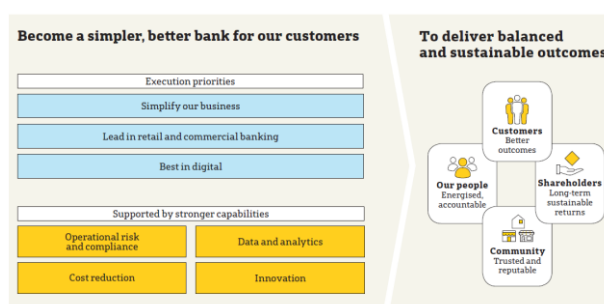 Become a simpler, better bank for our customers
Execution priorities
Simplify our business
Lead in retail and commercial banking
Best in digital
Supported by stronger capabilities
Operational risk
and compliance
Data and analytics
Cost reduction
Innovation
To deliver balanced
and sustainable outcomes
Customers
Better
outcomes
Our people
Energised,
accountable
Shareholders
Long-term
sustainable
returns
Community
Trusted and
reputable